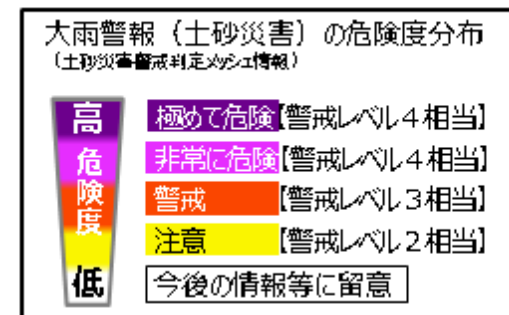 大雨警報（土砂災害）の危険度分布
（土砂災害警戒判定メッシュ情報）
高 危険度 低
極めて危険【警戒レベル４相当】
非常に危険【警戒レベル４相当】
警戒【警戒レベル３相当】
注意【警戒レベル２相当】
今後の情報等に留意